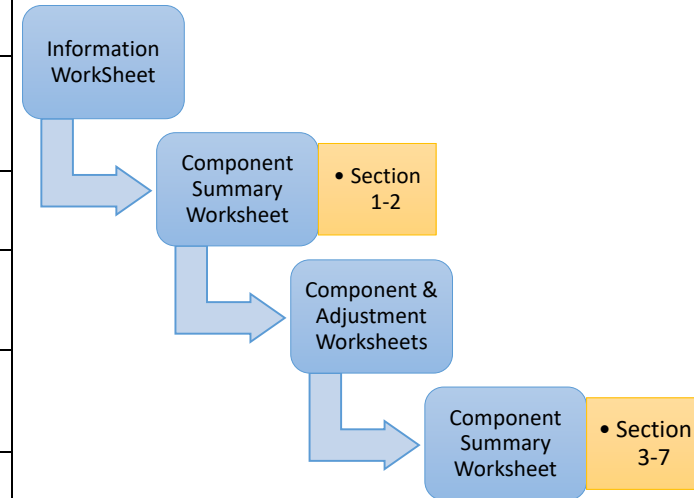 Information
WorkSheet
Component
Summary
Worksheet
• Section
1-2
Component &
Adjustment
Worksheets
Component
Summary
Worksheet
• Section
3-7